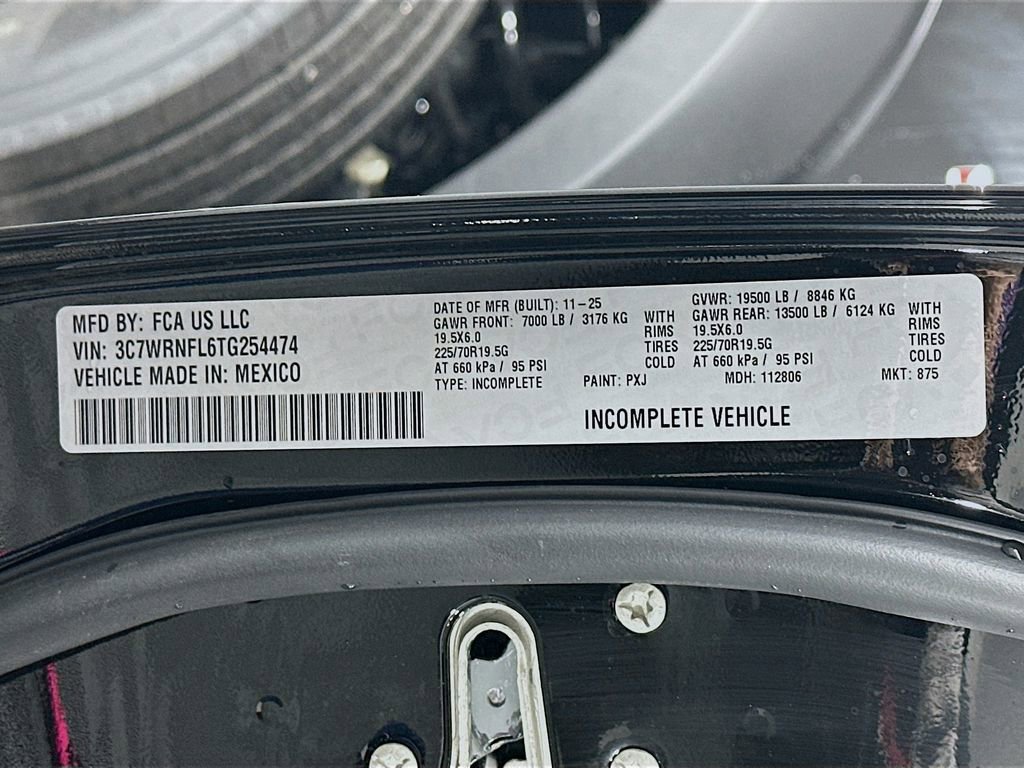 MFD BY: FCA US LLC
VIN: 3C7WRNFL6TG254474
VEHICLE MADE IN: MEXICO
DATE OF MFR (BUILT): 11-25
GAWR FRONT: 7000 LB / 3176 KG WITH
19.5X6.0 RIMS
225/70R19.5G TIRES
AT 660 kPa / 95 PSI COLD
TYPE: INCOMPLETE
GVWR: 19500 LB / 8846 KG
GAWR REAR: 13500 LB / 6124 KG WITH
19.5X6.0 RIMS
225/70R19.5G TIRES
AT 660 kPa / 95 PSI COLD
PAINT: PXJ MDH: 112806 MKT: 875
INCOMPLETE VEHICLE